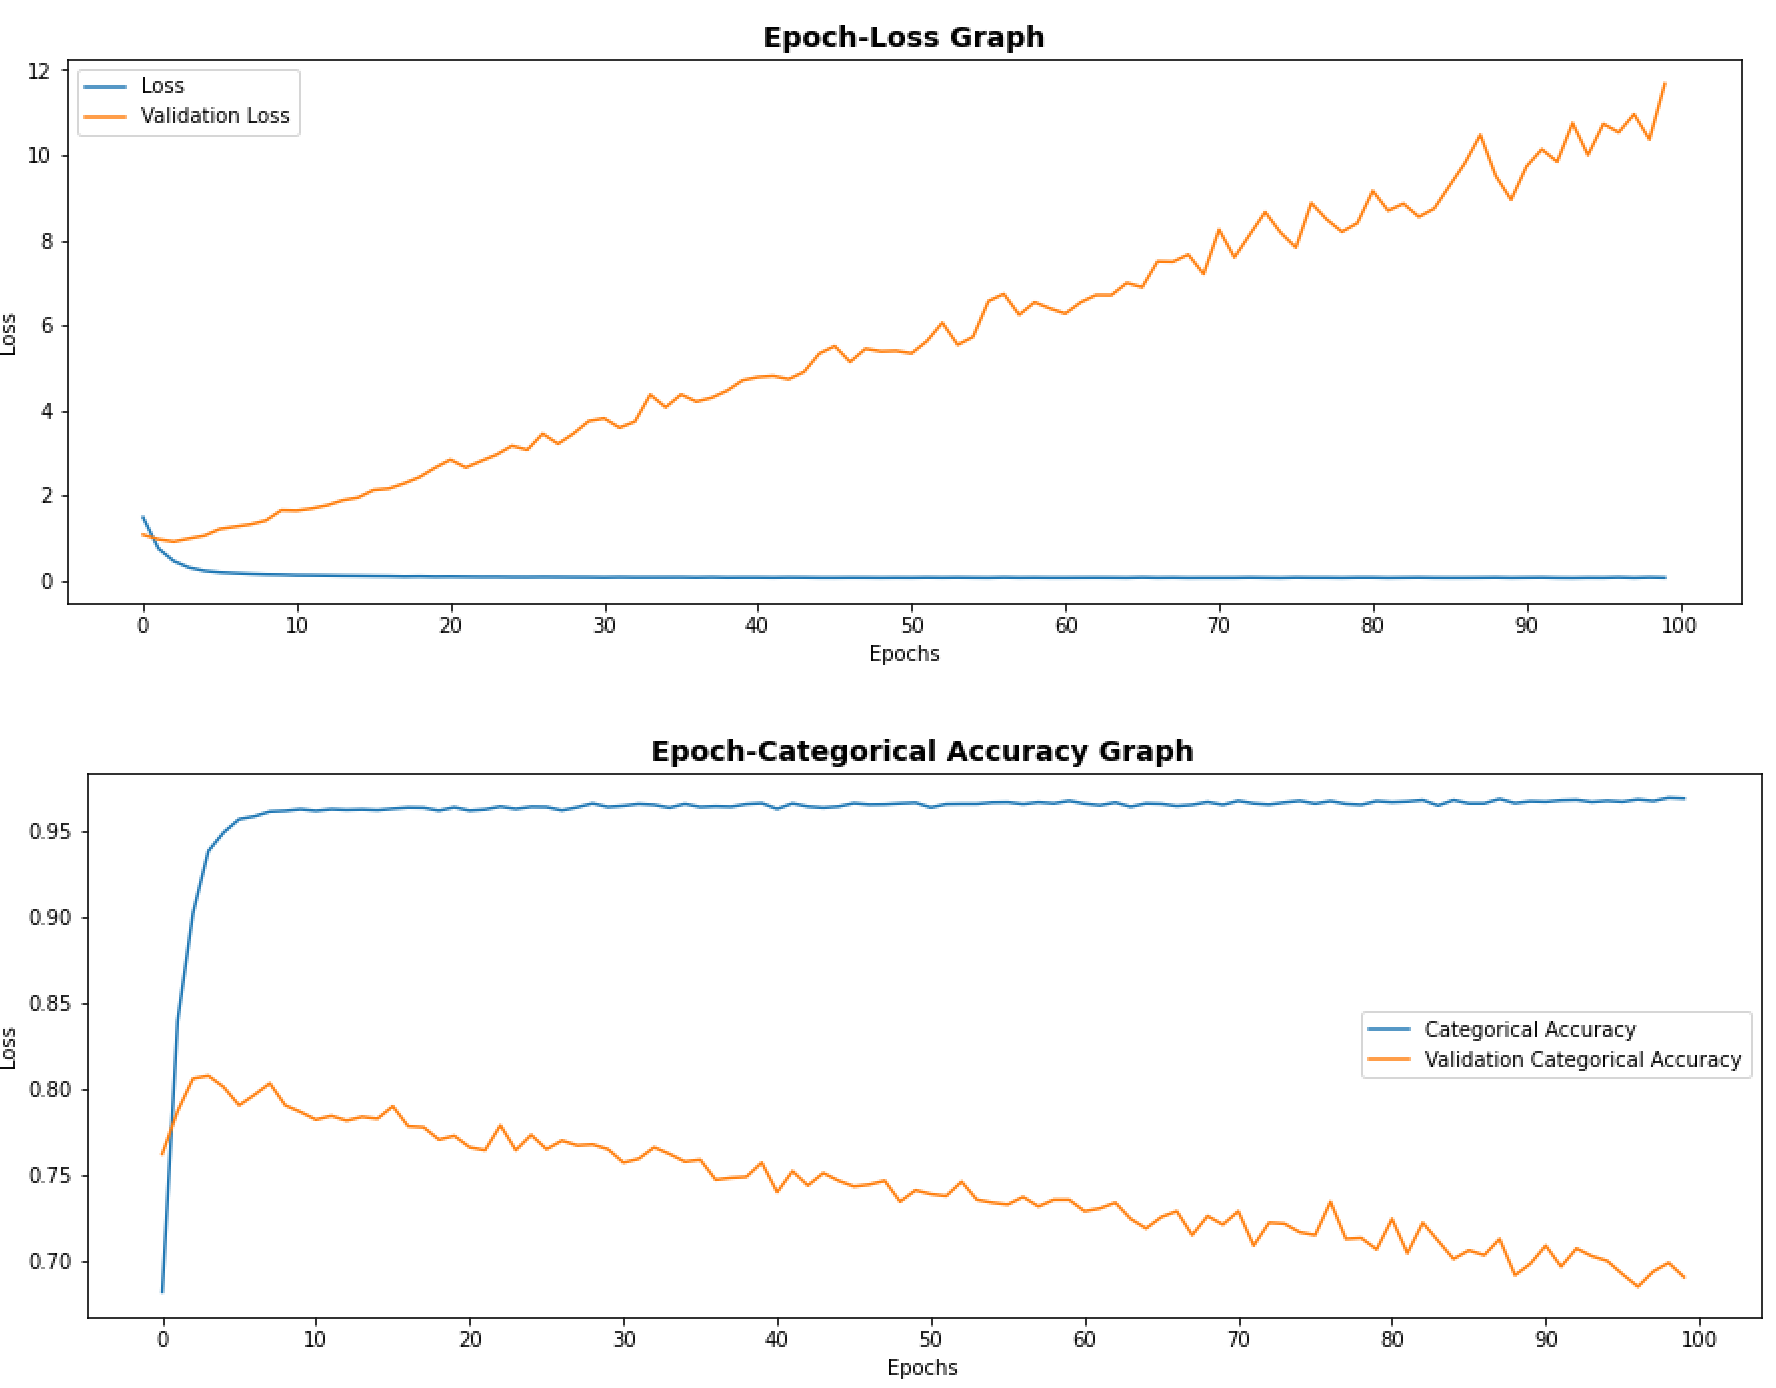 Epoch-Loss Graph
12
10
8
6
4
2
0
Loss
Loss
Validation Loss
0 10 20 30 40 50 60 70 80 90 100
Epochs
Epoch-Categorical Accuracy Graph
0.95
0.90
0.85
0.80
0.75
0.70
Loss
Categorical Accuracy
Validation Categorical Accuracy
0 10 20 30 40 50 60 70 80 90 100
Epochs